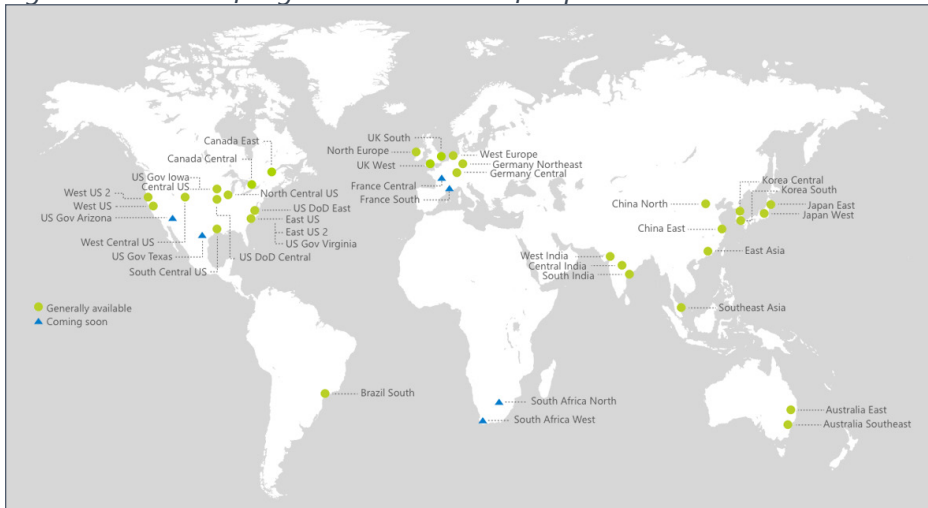 Canada East
Canada Central
US Gov Iowa
Central US
West US 2
West US
US Gov Arizona
West Central US
US Gov Texas
South Central US
North Central US
US DoD East
East US
East US 2
US Gov Virginia
US DoD Central
UK South
North Europe
UK West
West Europe
Germany Northeast
Germany Central
France Central
France South
Korea Central
Korea South
China North
Japan East
Japan West
China East
East Asia
West India
Central India
South India
Southeast Asia
Generally available
Coming soon
Brazil South
South Africa North
South Africa West
Australia East
Australia Southeast